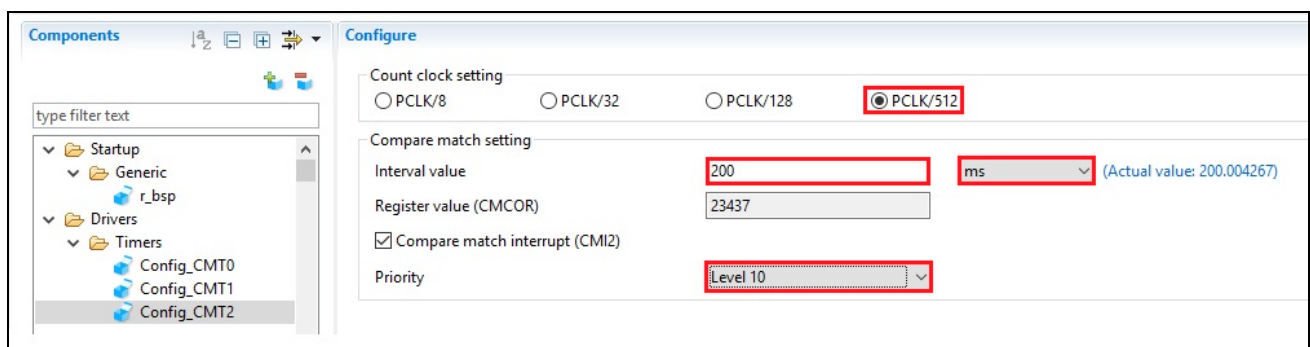 Components
Configure
type filter text
Startup
Generic
r_bsp
Drivers
Timers
Config_CMT0
Config_CMT1
Config_CMT2
Count clock setting
PCLK/8 PCLK/32 PCLK/128 PCLK/512
Compare match setting
Interval value 200 ms (Actual value: 200.004267)
Register value (CMCOR) 23437
Compare match interrupt (CMI2)
Priority Level 10